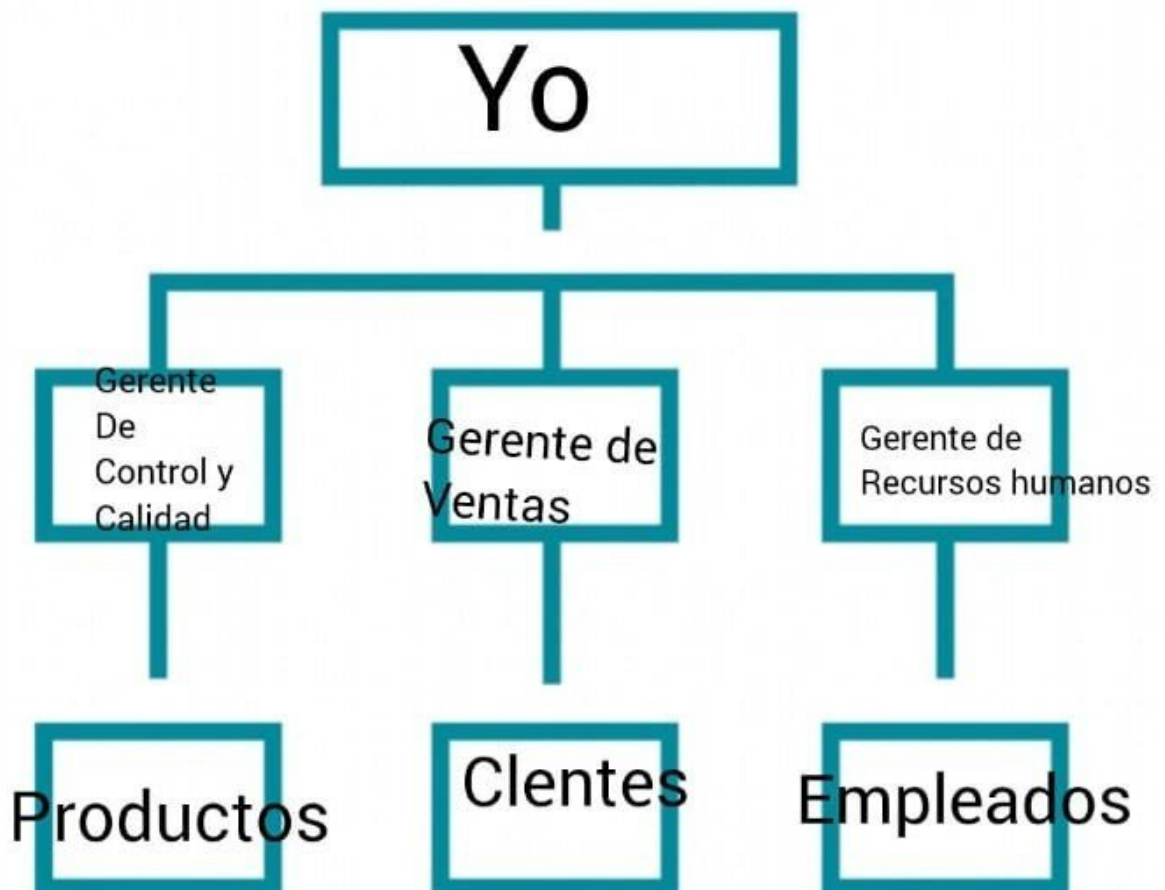 Yo
Gerente
De
Control y
Calidad
Gerente de
Ventas
Gerente de
Recursos humanos
Productos
Clentes
Empleados